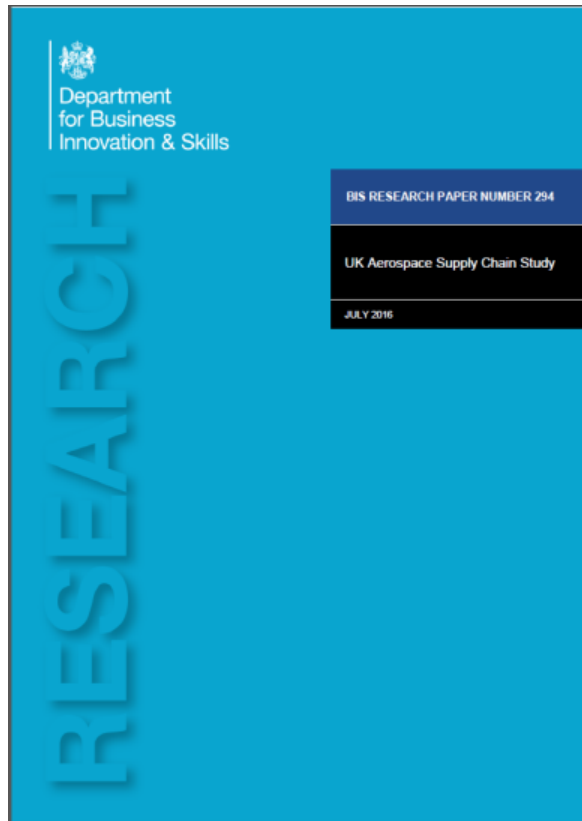 Department
for Business
Innovation & Skills
BIS RESEARCH PAPER NUMBER 294
UK Aerospace Supply Chain Study
JULY 2016
RESEARCH